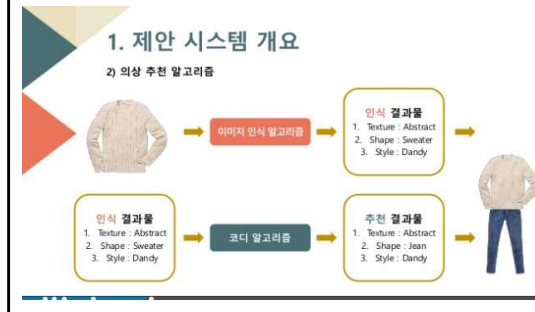 1. 제안 시스템 개요
2) 의상 추천 알고리즘
이미지 인식 알고리즘
인식 결과물
1. Texture : Abstract
2. Shape : Sweater
3. Style : Dandy
인식 결과물
1. Texture : Abstract
2. Shape : Sweater
3. Style : Dandy
코디 알고리즘
추천 결과물
1. Texture : Abstract
2. Shape : Jean
3. Style : Dandy